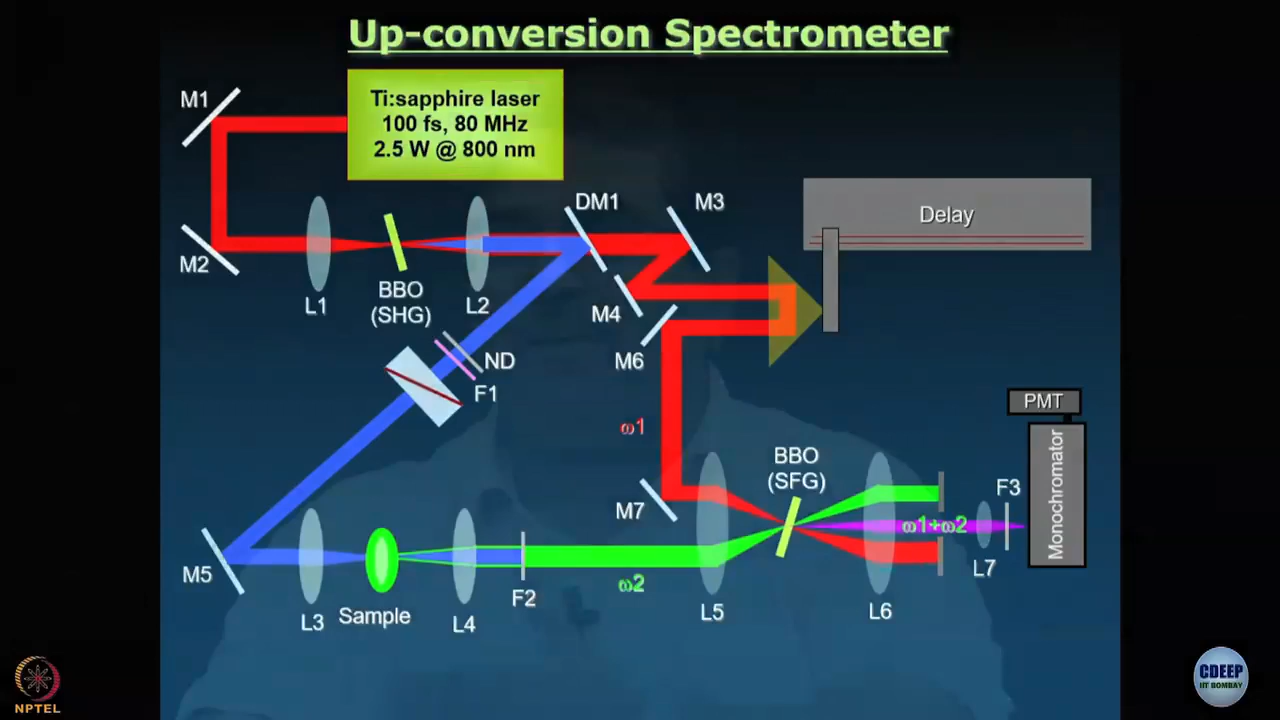 Up-conversion Spectrometer
M1
Ti:sapphire laser
100 fs, 80 MHz
2.5 W @ 800 nm
DM1
M3
Delay
M2
L1
BBO
(SHG)
L2
M4
M6
ND
F1
ω1
PMT
BBO
(SFG)
M7
F3
Monochromator
ω1+ω2
M5
L3
Sample
L4
F2
ω2
L5
L6
L7
NPTEL
CDEEP
IIT BOMBAY